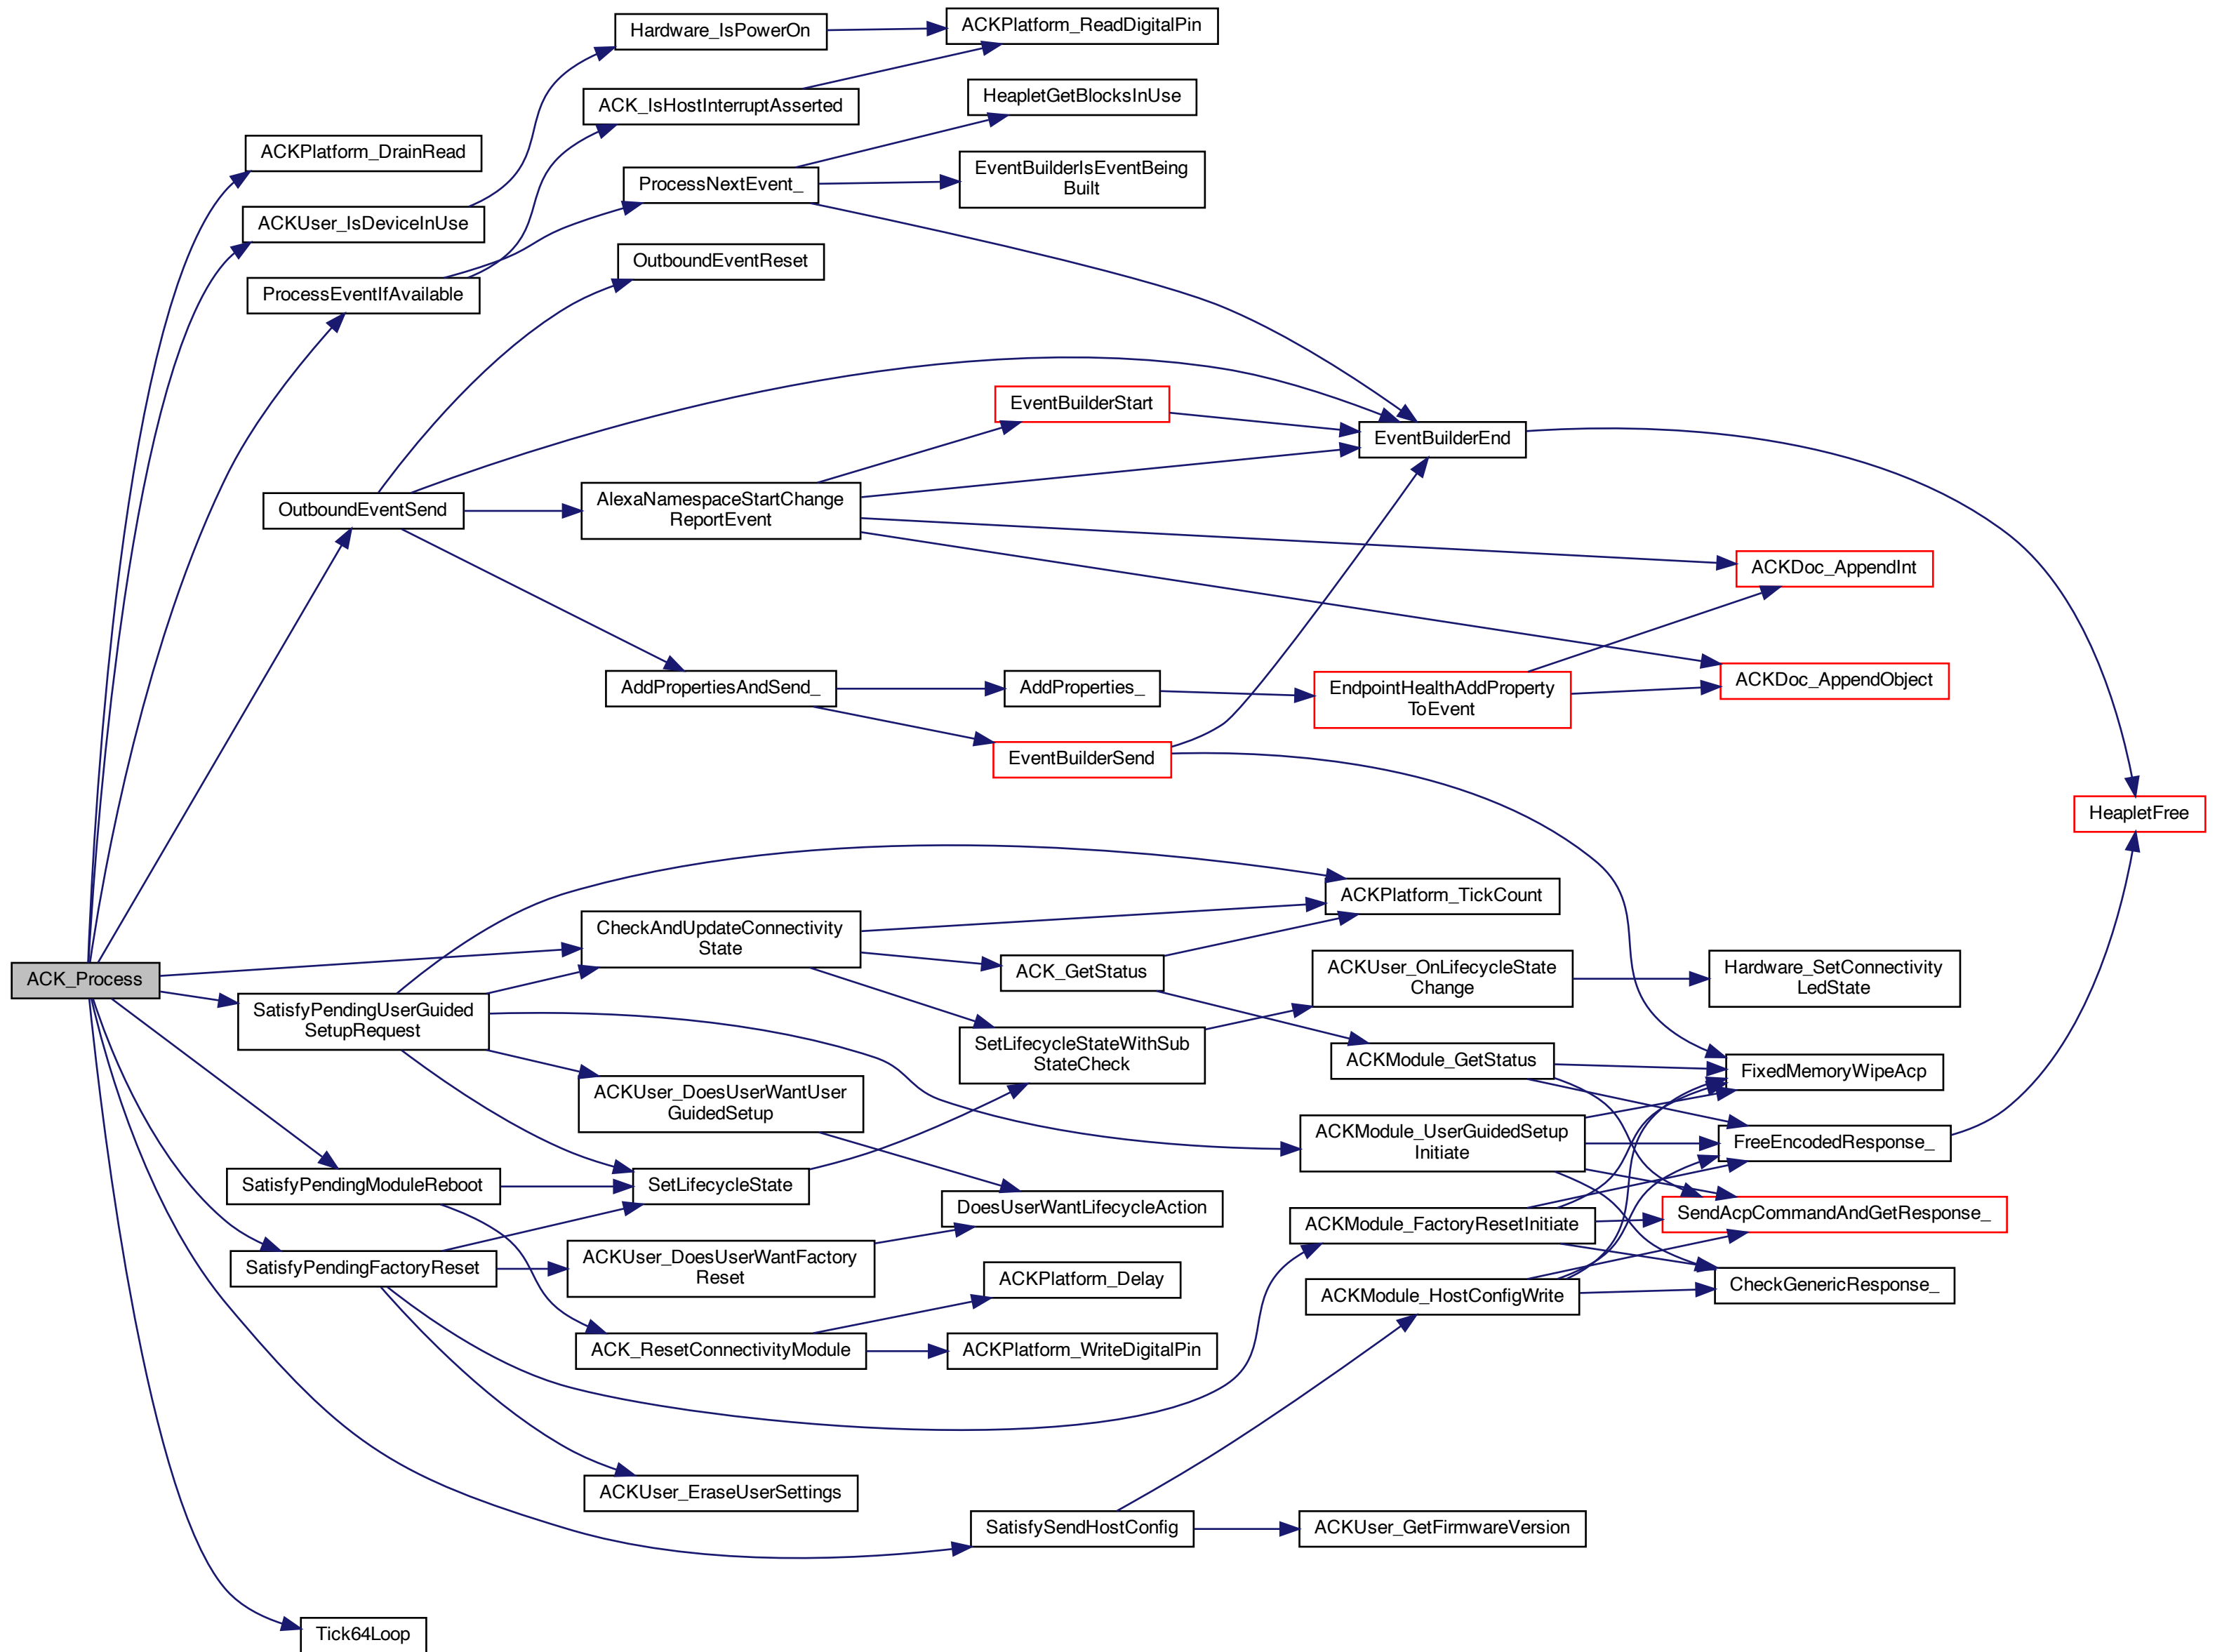 Hardware_IsPowerOn
ACKPlatform_ReadDigitalPin
ACK_IsHostInterruptAsserted
HeapletGetBlocksInUse
ACKPlatform_DrainRead
ProcessNextEvent_
EventBuilderIsEventBeing
Built
ACKUser_IsDeviceInUse
OutboundEventReset
ProcessEventIfAvailable
EventBuilderStart
EventBuilderEnd
OutboundEventSend
AlexaNamespaceStartChange
ReportEvent
ACKDoc_AppendInt
AddPropertiesAndSend_
AddProperties_
EndpointHealthAddProperty
ToEvent
ACKDoc_AppendObject
EventBuilderSend
HeapletFree
ACKPlatform_TickCount
CheckAndUpdateConnectivity
State
ACK_Process
ACK_GetStatus
ACKUser_OnLifecycleState
Change
Hardware_SetConnectivity
LedState
SatisfyPendingUserGuided
SetupRequest
SetLifecycleStateWithSub
StateCheck
ACKModule_GetStatus
FixedMemoryWipeAcp
ACKUser_DoesUserWantUser
GuidedSetup
ACKModule_UserGuidedSetup
Initiate
FreeEncodedResponse_
SatisfyPendingModuleReboot
SetLifecycleState
DoesUserWantLifecycleAction
ACKModule_FactoryResetInitiate
SendAcpCommandAndGetResponse_
SatisfyPendingFactoryReset
ACKUser_DoesUserWantFactory
Reset
ACKPlatform_Delay
ACKModule_HostConfigWrite
CheckGenericResponse_
ACK_ResetConnectivityModule
ACKPlatform_WriteDigitalPin
ACKUser_EraseUserSettings
SatisfySendHostConfig
ACKUser_GetFirmwareVersion
Tick64Loop